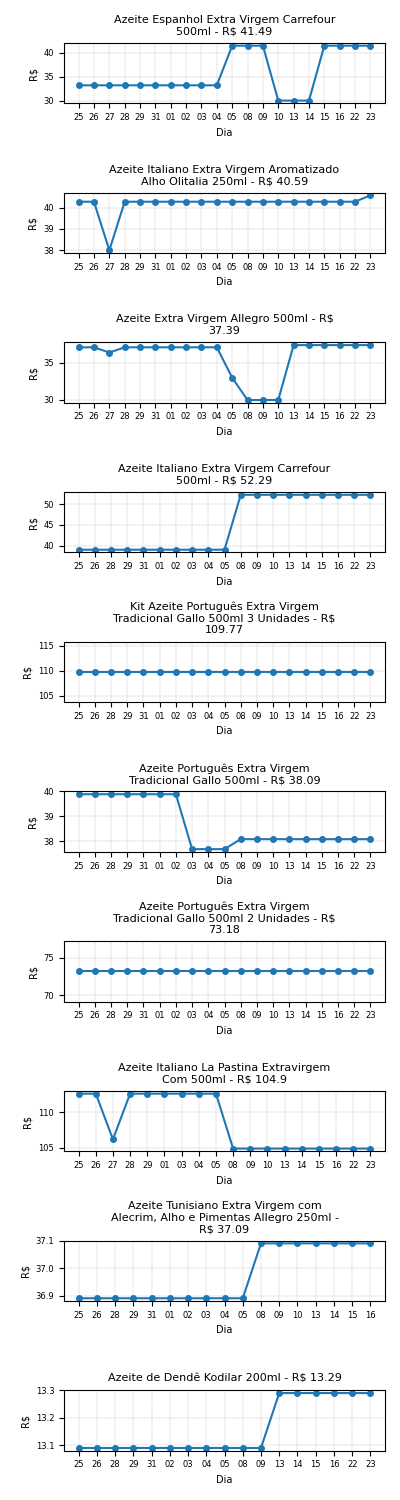 Azeite Espanhol Extra Virgem Carrefour
500ml - R$ 41.49
40
35
30
R$
25 26 27 28 29 31 01 02 03 04 05 08 09 10 13 14 15 16 22 23
Dia
Azeite Italiano Extra Virgem Aromatizado
Alho Olitalia 250ml - R$ 40.59
40
39
38
R$
25 26 27 28 29 31 01 02 03 04 05 08 09 10 13 14 15 16 22 23
Dia
Azeite Extra Virgem Allegro 500ml - R$
37.39
35
30
R$
25 26 27 28 29 31 01 02 03 04 05 08 09 10 13 14 15 16 22 23
Dia
Azeite Italiano Extra Virgem Carrefour
500ml - R$ 52.29
50
45
40
R$
25 26 27 28 29 31 01 02 04 05 08 09 10 13 14 15 16 22 23
Dia
Kit Azeite Português Extra Virgem
Tradicional Gallo 500ml 3 Unidades - R$
109.77
115
110
105
R$
25 26 28 29 31 01 02 03 04 05 08 09 10 13 14 15 16 22 23
Dia
Azeite Português Extra Virgem
Tradicional Gallo 500ml - R$ 38.09
40
39
38
R$
25 26 28 29 31 01 02 03 04 05 08 09 10 13 14 15 16 22 23
Dia
Azeite Português Extra Virgem
Tradicional Gallo 500ml 2 Unidades - R$
73.18
75
70
R$
25 26 28 29 31 01 02 03 04 05 08 09 10 13 14 15 16 22 23
Dia
Azeite Italiano La Pastina Extravirgem
Com 500ml - R$ 104.9
110
105
R$
25 26 27 28 29 01 03 04 05 08 09 10 13 14 15 16 22 23
Dia
Azeite Tunisiano Extra Virgem com
Alecrim, Alho e Pimentas Allegro 250ml -
R$ 37.09
37.1
37.0
36.9
R$
25 26 28 29 31 01 02 03 04 05 08 09 10 13 14 15 16
Dia
Azeite de Dendê Kodilar 200ml - R$ 13.29
13.3
13.2
13.1
R$
25 26 28 29 31 02 03 04 05 08 09 13 14 15 16 22 23
Dia